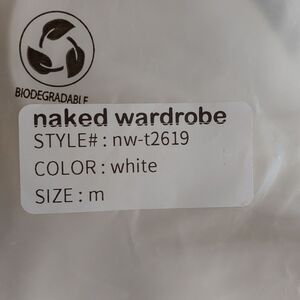 BIODEGRADABLE
naked wardrobe
STYLE# : nw-t2619
COLOR : white
SIZE : m